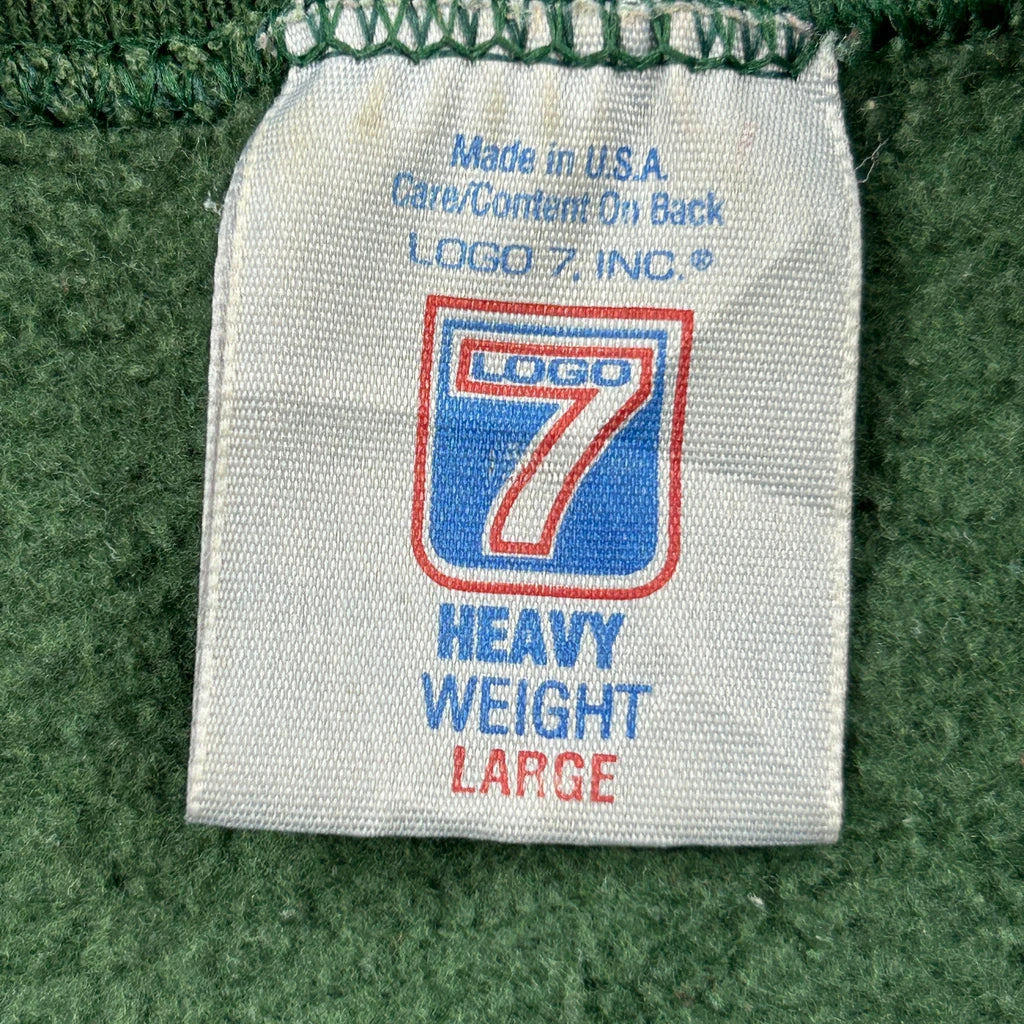 Made in U.S.A.
Care/Content On Back
LOGO 7, INC.®
LOGO
7
HEAVY
WEIGHT
LARGE